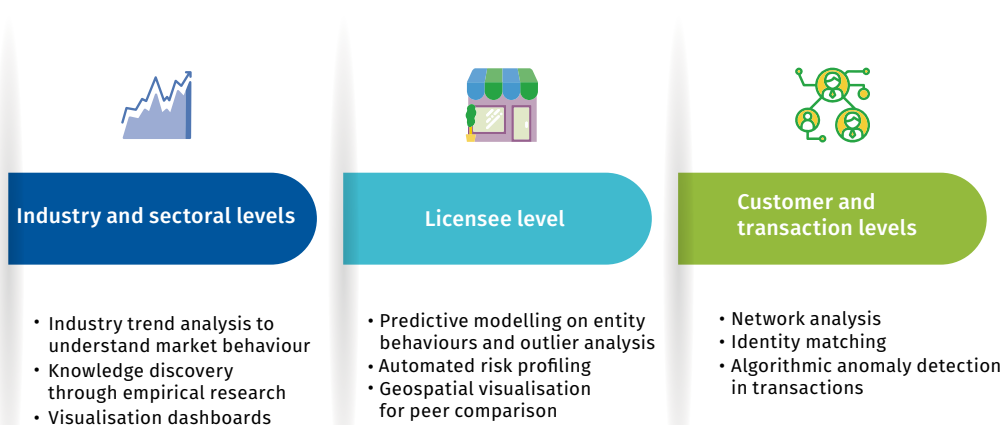 Industry and sectoral levels
• Industry trend analysis to
understand market behaviour
• Knowledge discovery
through empirical research
• Visualisation dashboards
Licensee level
• Predictive modelling on entity
behaviours and outlier analysis
• Automated risk profiling
• Geospatial visualisation
for peer comparison
Customer and
transaction levels
• Network analysis
• Identity matching
• Algorithmic anomaly detection
in transactions